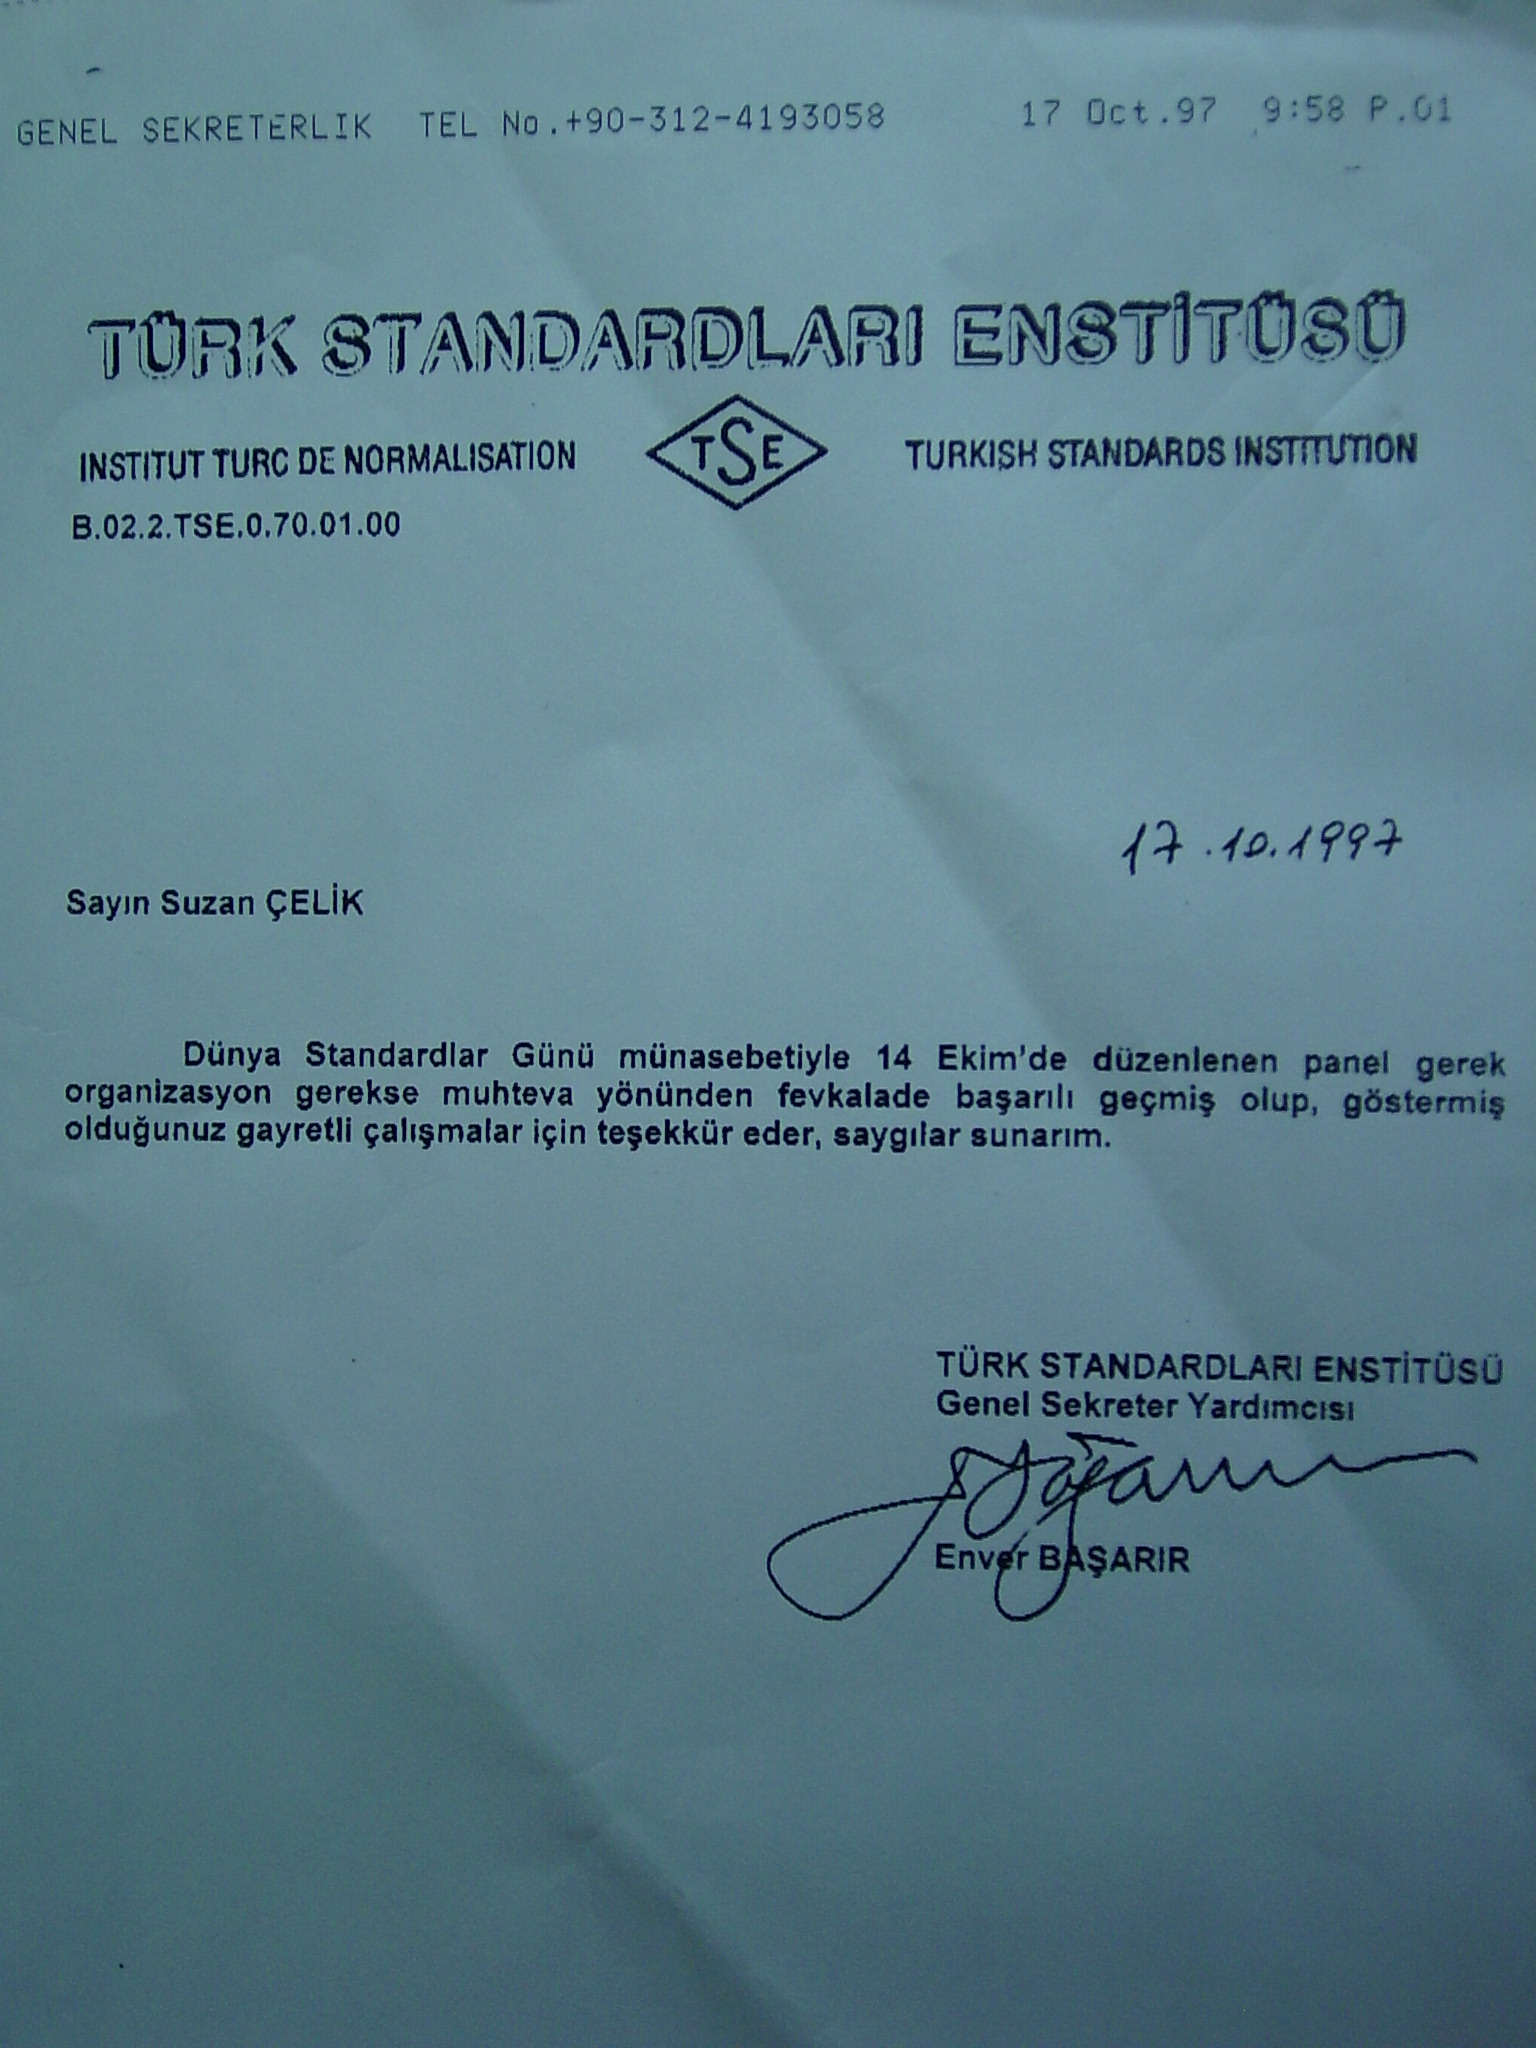 GENEL SEKRETERLIK TEL No.+90-312-4193058 17 Oct.97 9:58 P.01
TÜRK STANDARDLARI ENSTİTÜSÜ
INSTITUT TURC DE NORMALISATION TSE TURKISH STANDARDS INSTITUTION
B.02.2.TSE.0.70.01.00
17.10.1997
Sayın Suzan ÇELİK
Dünya Standardlar Günü münasebetiyle 14 Ekim'de düzenlenen panel gerek
organizasyon gerekse muhteva yönünden fevkalade başarılı geçmiş olup, göstermiş
olduğunuz gayretli çalışmalar için teşekkür eder, saygılar sunarım.
TÜRK STANDARDLARI ENSTİTÜSÜ
Genel Sekreter Yardımcısı
Enver BAŞARIR